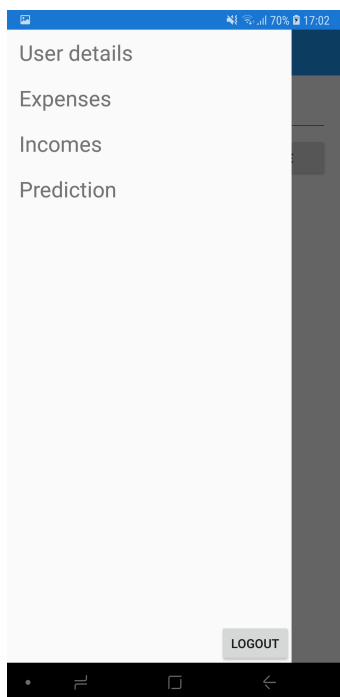 70% 17:02
User details
Expenses
Incomes
Prediction
LOGOUT